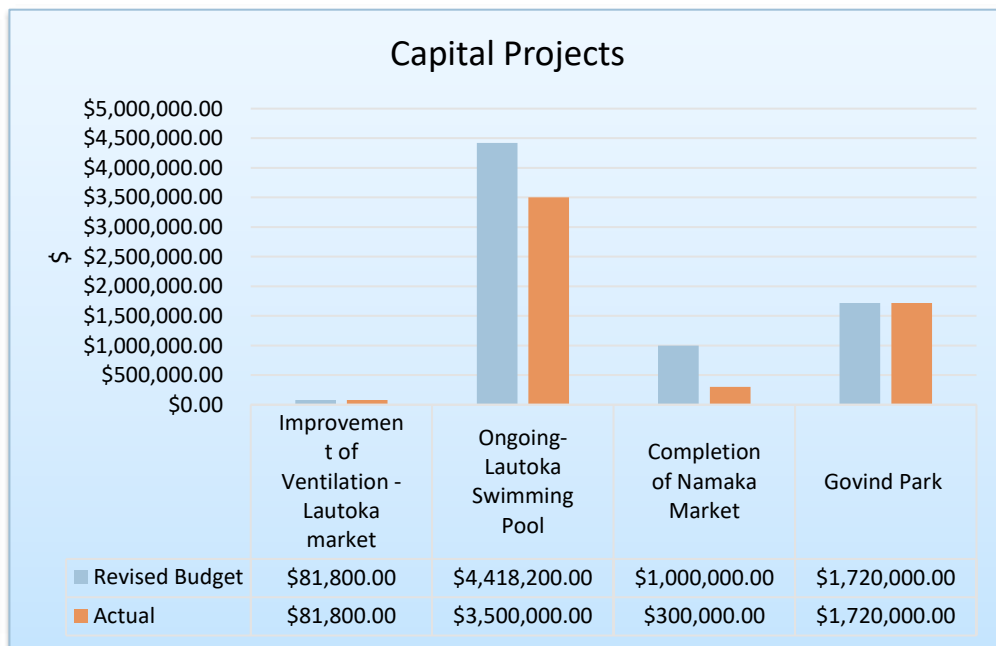 Capital Projects
$5,000,000.00
$4,500,000.00
$4,000,000.00
$3,500,000.00
$3,000,000.00
$2,500,000.00
$2,000,000.00
$1,500,000.00
$1,000,000.00
$500,000.00
$0.00
$
Improvemen
t of
Ventilation -
Lautoka
market
Ongoing-
Lautoka
Swimming
Pool
Completion
of Namaka
Market
Govind Park
Revised Budget $81,800.00 $4,418,200.00 $1,000,000.00 $1,720,000.00
Actual $81,800.00 $3,500,000.00 $300,000.00 $1,720,000.00